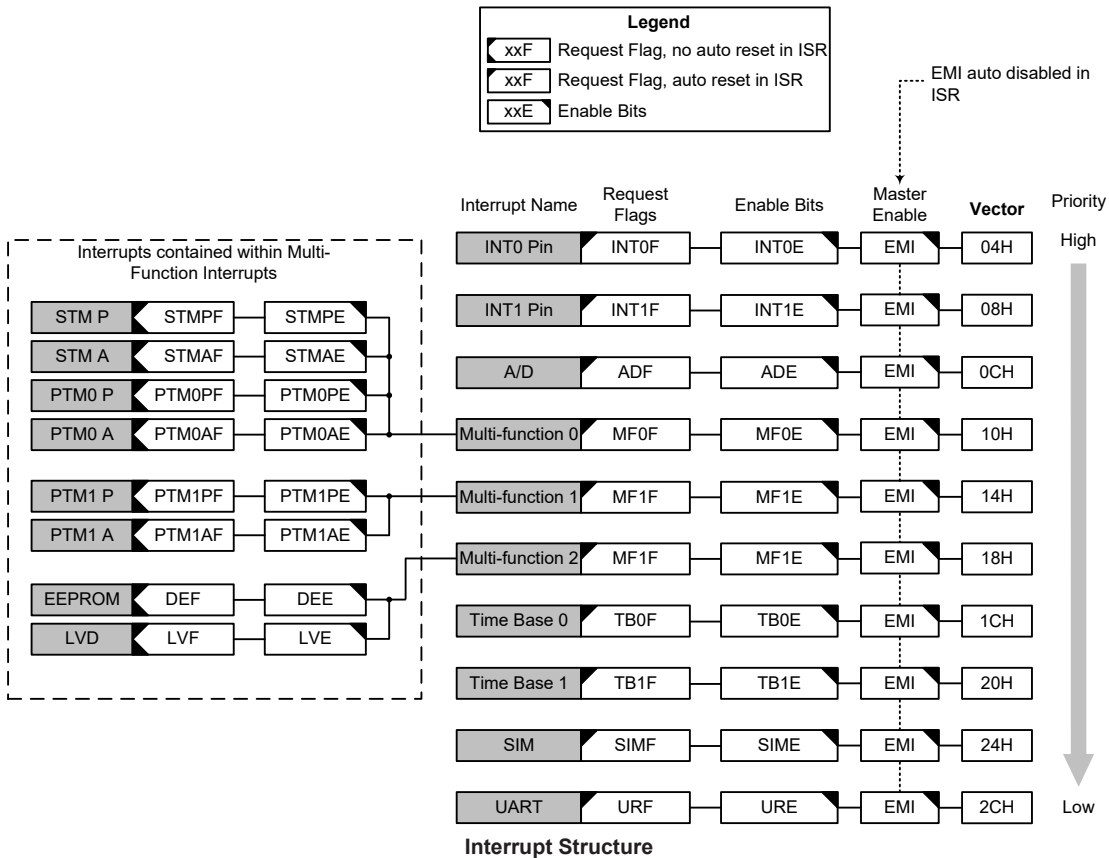 Legend
xxF Request Flag, no auto reset in ISR
xxF Request Flag, auto reset in ISR
xxE Enable Bits
EMI auto disabled in
ISR
Interrupt Name Request Flags Enable Bits Master Enable Vector Priority
INT0 Pin INT0F INT0E EMI 04H High
Interrupts contained within Multi-
Function Interrupts
STM P STMPF STMPE
INT1 Pin INT1F INT1E EMI 08H
STM A STMAF STMAE
A/D ADF ADE EMI 0CH
PTM0 P PTM0PF PTM0PE
PTM0 A PTM0AF PTM0AE Multi-function 0 MF0F MF0E EMI 10H
PTM1 P PTM1PF PTM1PE Multi-function 1 MF1F MF1E EMI 14H
PTM1 A PTM1AF PTM1AE
Multi-function 2 MF1F MF1E EMI 18H
EEPROM DEF DEE
Time Base 0 TB0F TB0E EMI 1CH
LVD LVF LVE
Time Base 1 TB1F TB1E EMI 20H
SIM SIMF SIME EMI 24H
UART URF URE EMI 2CH Low
Interrupt Structure